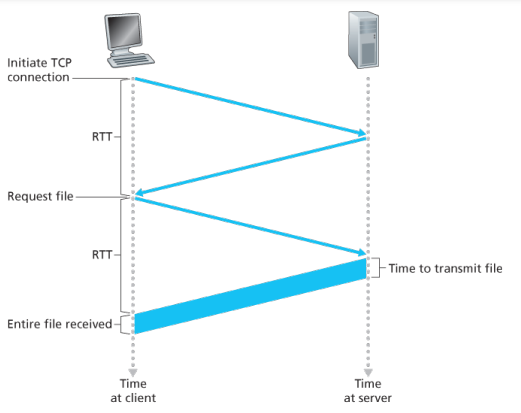 Initiate TCP
connection
RTT
Request file
RTT
Time to transmit file
Entire file received
Time
at client
Time
at server